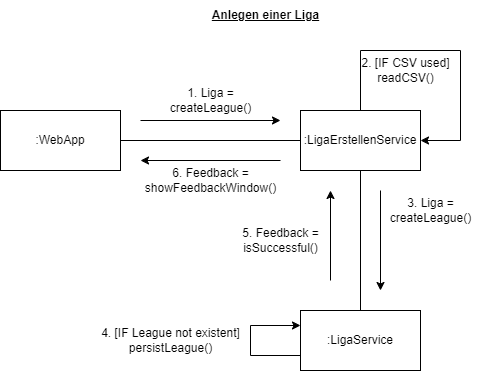 Anlegen einer Liga
2. [IF CSV used]
readCSV()
1. Liga =
createLeague()
:WebApp
:LigaErstellenService
6. Feedback =
showFeedbackWindow()
3. Liga =
createLeague()
5. Feedback =
isSuccessful()
4. [IF League not existent]
persistLeague()
:LigaService